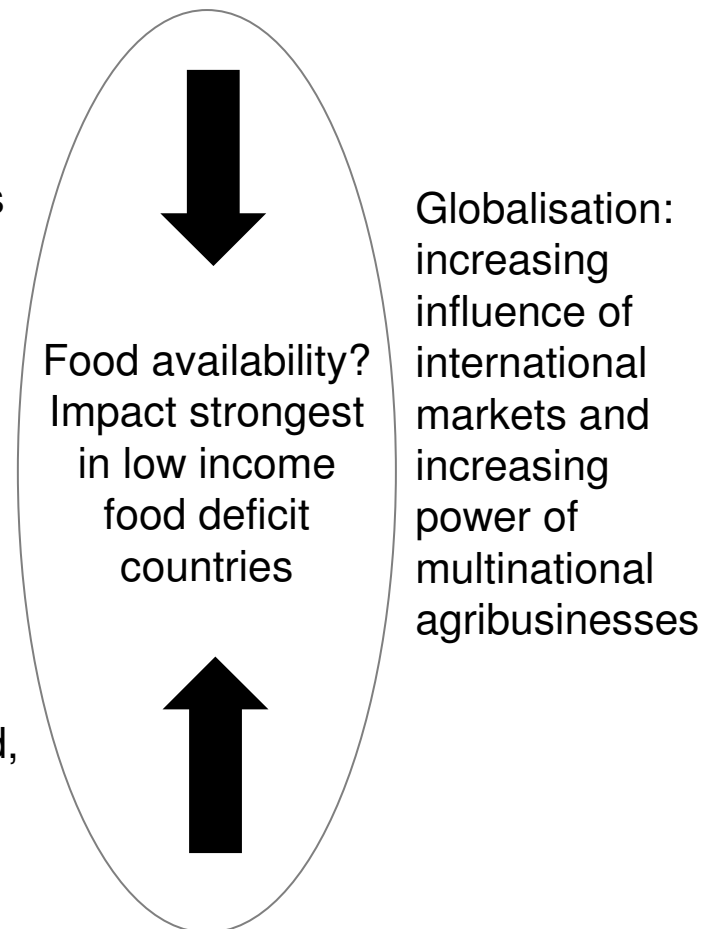 Food availability?
Impact strongest
in low income
food deficit
countries
Globalisation:
increasing
influence of
international
markets and
increasing
power of
multinational
agribusinesses